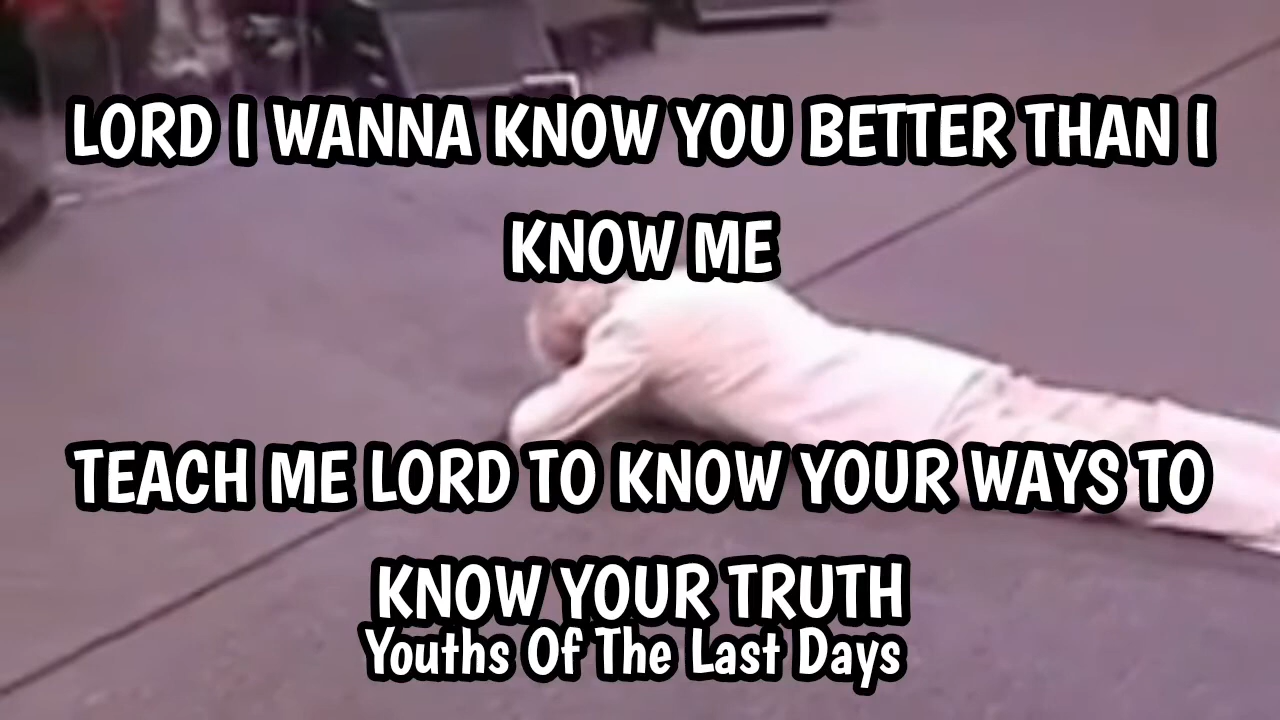 LORD I WANNA KNOW YOU BETTER THAN I
KNOW ME
TEACH ME LORD TO KNOW YOUR WAYS TO
KNOW YOUR TRUTH
Youths Of The Last Days